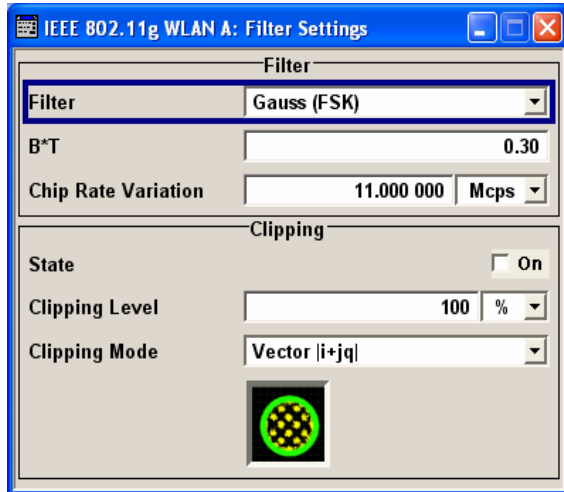 IEEE 802.11g WLAN A: Filter Settings
Filter
Filter Gauss (FSK)
B*T 0.30
Chip Rate Variation 11.000 000 Mcps
Clipping
State On
Clipping Level 100 %
Clipping Mode Vector |i+jq|